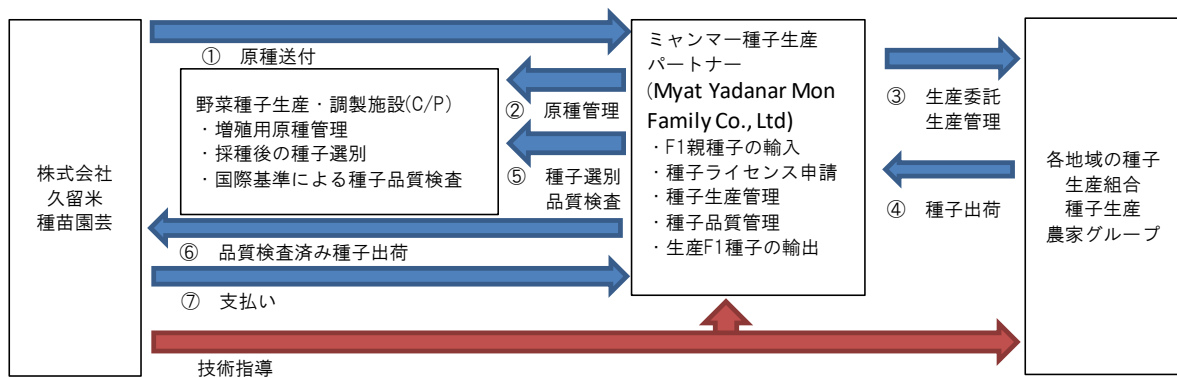 株式会社
久留米
種苗園芸
① 原種送付
野菜種子生産・調製施設(C/P)
・増殖用原種管理
・採種後の種子選別
・国際基準による種子品質検査
② 原種管理
⑤ 種子選別
品質検査
⑥ 品質検査済み種子出荷
⑦ 支払い
技術指導
ミャンマー種子生産
パートナー
(Myat Yadanar Mon
Family Co., Ltd)
・F1親種子の輸入
・種子ライセンス申請
・種子生産管理
・種子品質管理
・生産F1種子の輸出
③ 生産委託
生産管理
④ 種子出荷
各地域の種子
生産組合
種子生産
農家グループ